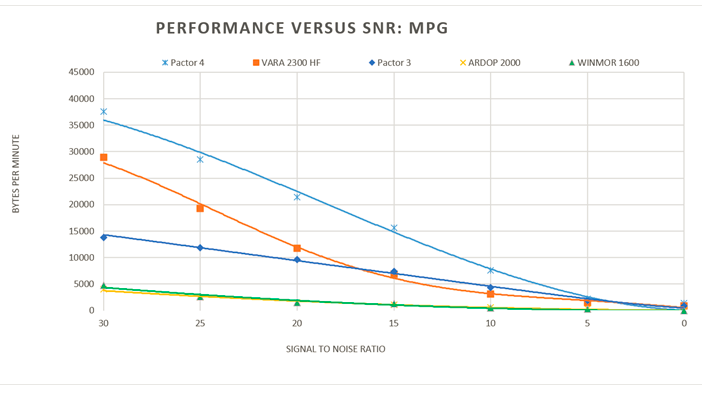 PERFORMANCE VERSUS SNR: MPG
Pactor 4 VARA 2300 HF Pactor 3 ARDOP 2000 WINMOR 1600
45000
40000
35000
30000
25000
20000
15000
10000
5000
0
BYTES PER MINUTE
30 25 20 15 10 5 0
SIGNAL TO NOISE RATIO